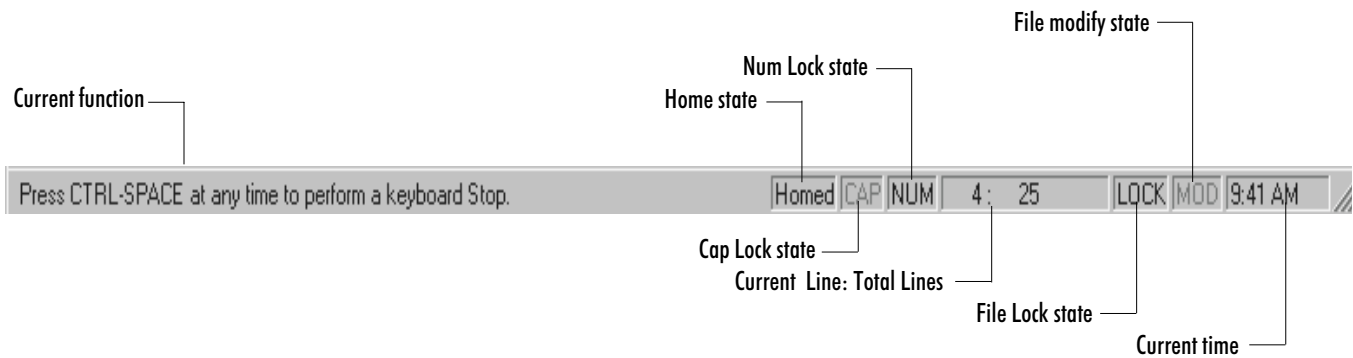 File modify state
Num Lock state
Current function
Home state
Press CTRL-SPACE at any time to perform a keyboard Stop.
Homed CAP NUM 4: 25 LOCK MOD 9:41 AM
Cap Lock state
Current Line: Total Lines
File Lock state
Current time